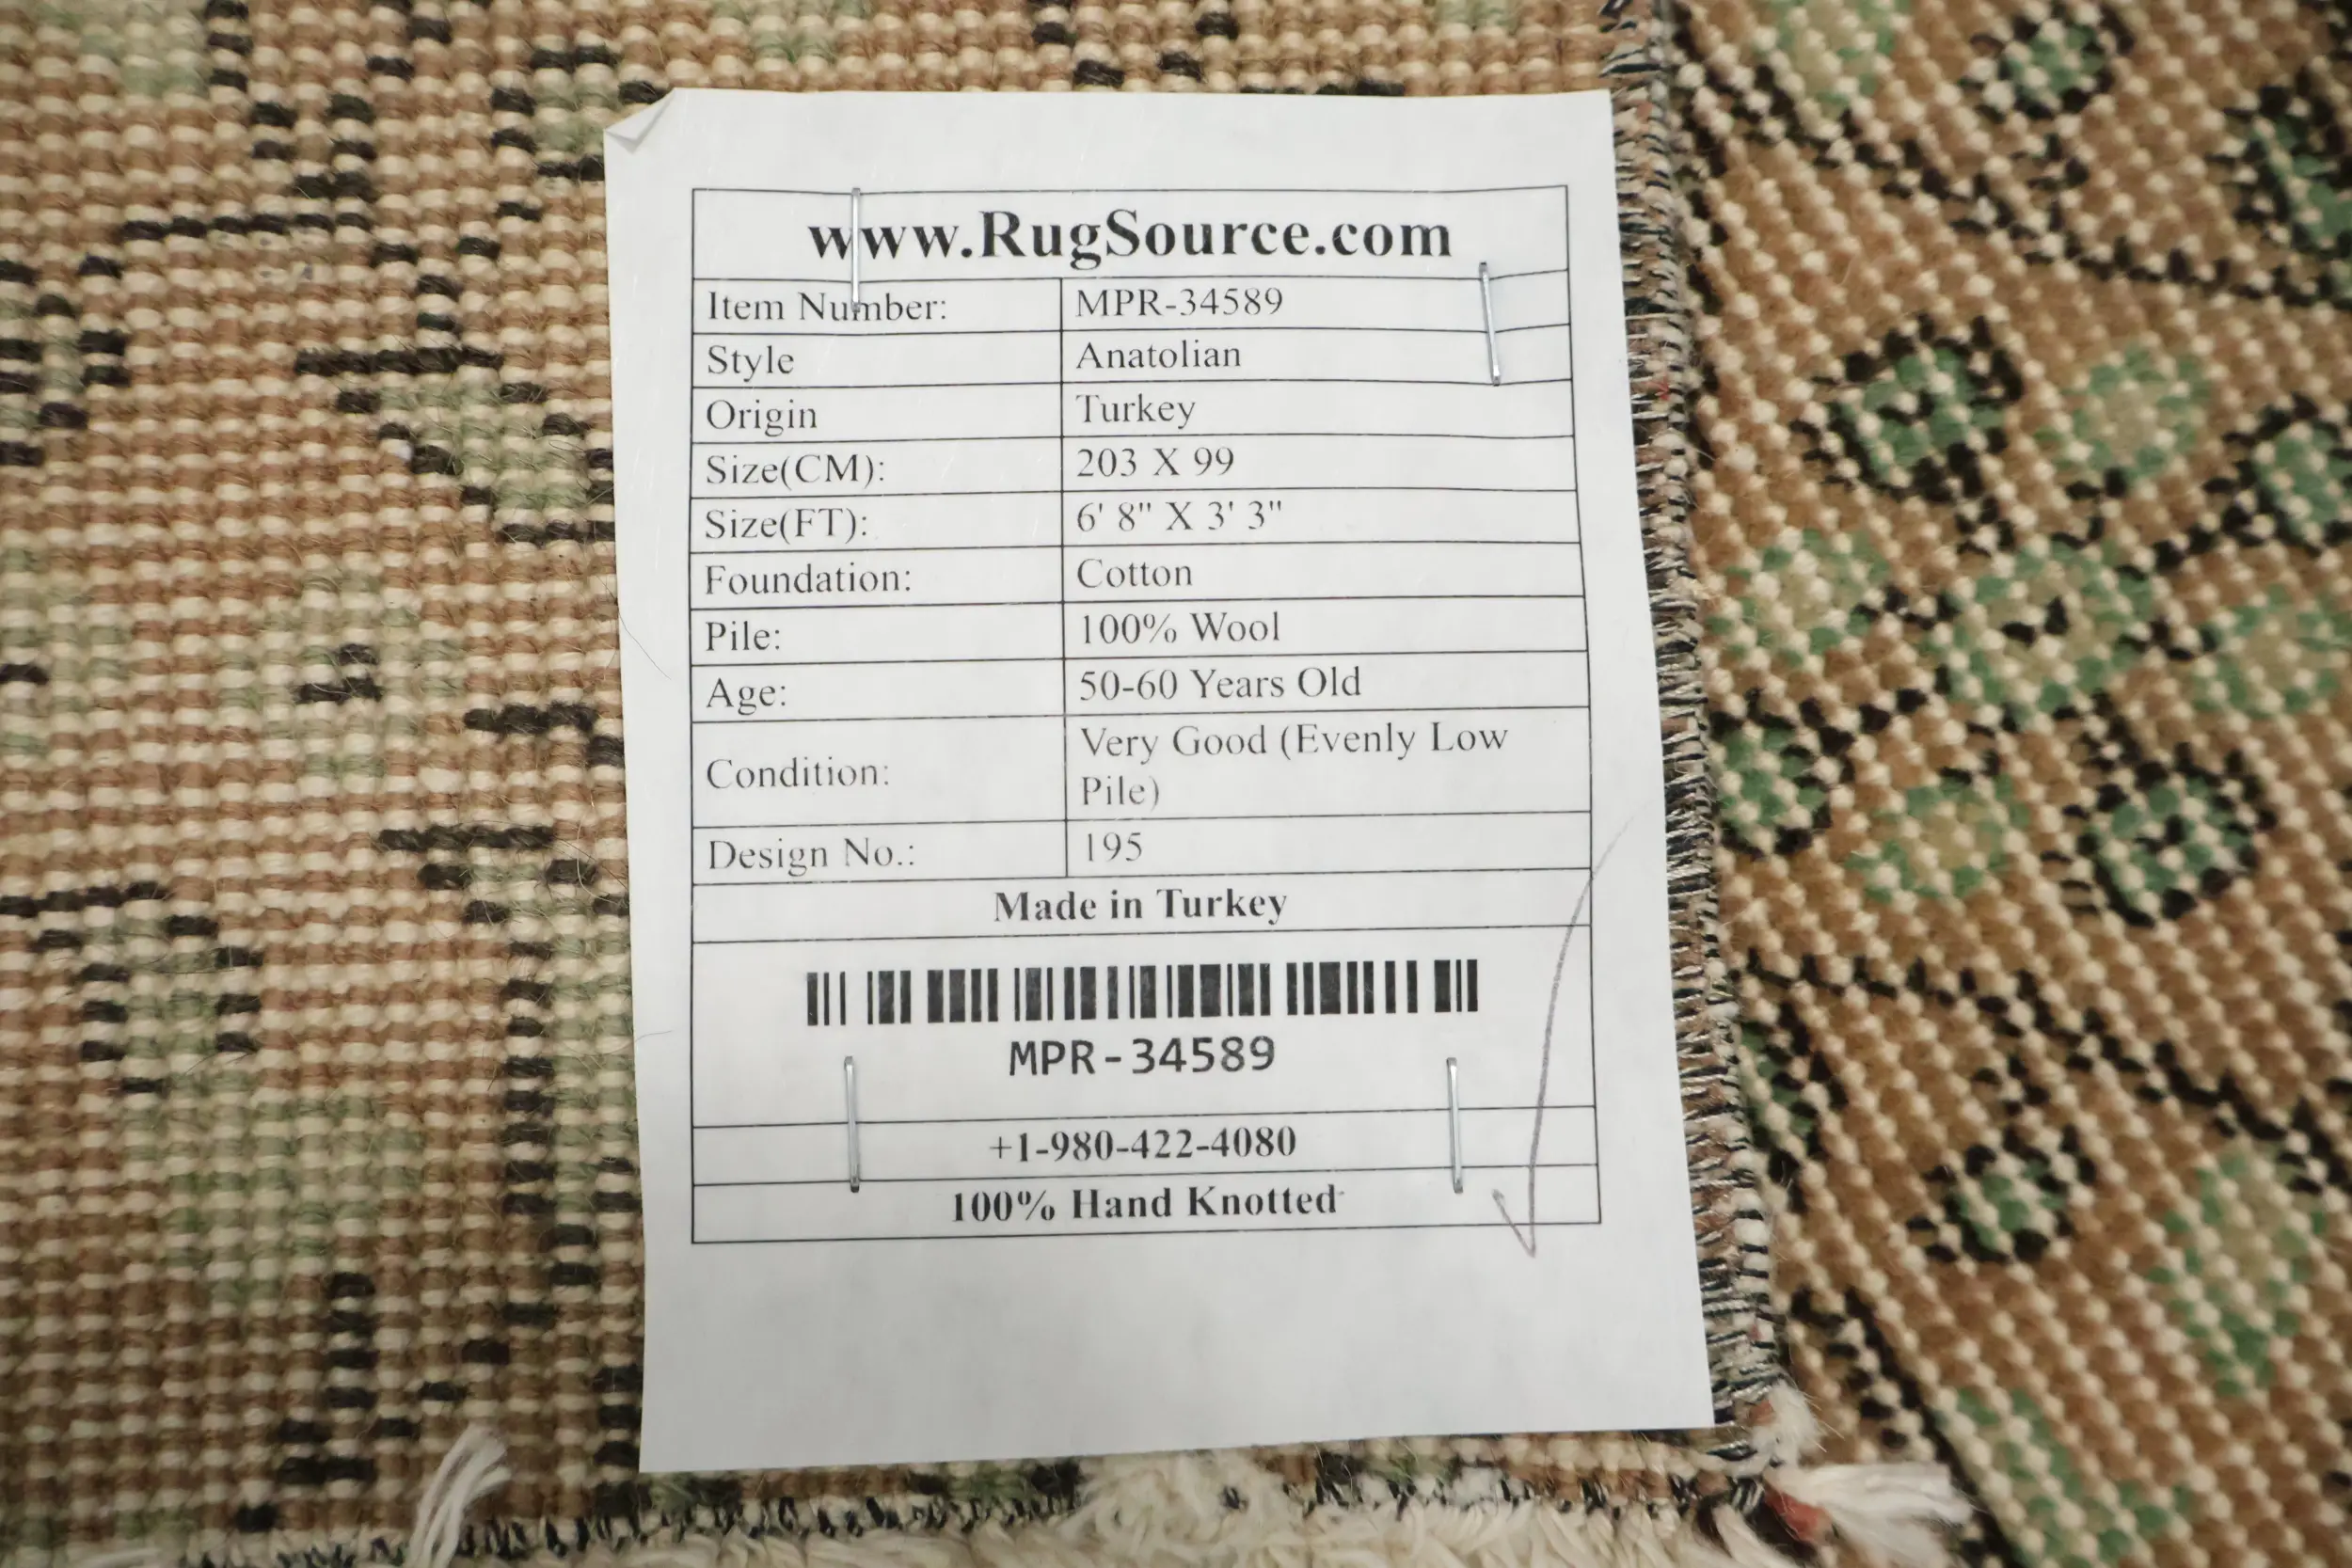 www.RugSource.com
Item Number: MPR-34589
Style Anatolian
Origin Turkey
Size(CM): 203 X 99
Size(FT): 6' 8" X 3' 3"
Foundation: Cotton
Pile: 100% Wool
Age: 50-60 Years Old
Condition: Very Good (Evenly Low
Pile)
Design No.: 195
Made in Turkey
MPR-34589
+1-980-422-4080
100% Hand Knotted